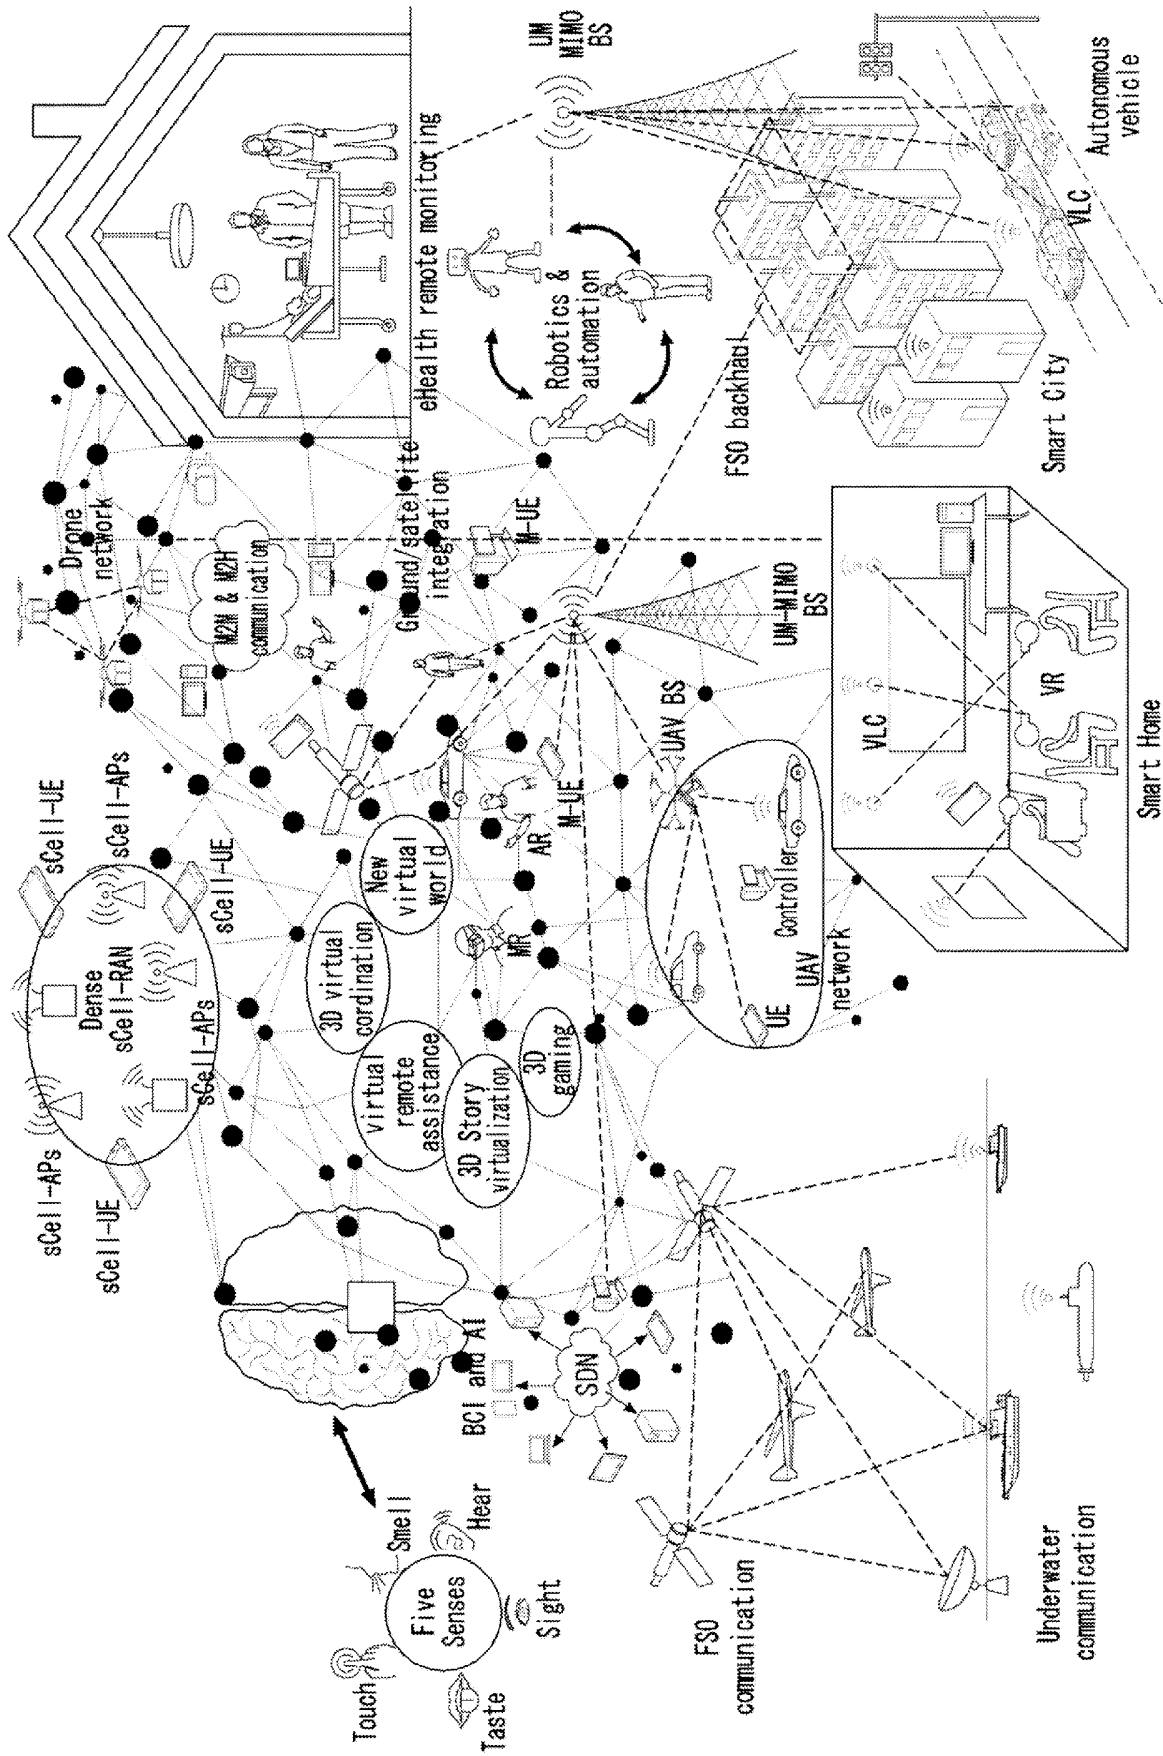 sCell-APs
sCell-UE
Dense
sCell-RAN
sCell-APs
sCell-UE
sCell-APs
sCell-UE
Drone
network
M2M & M2H
communication
eHealth remote monitoring
Ground/satellite
integration
Touch
Smell
Five
Senses
Hear
Taste
Sight
BCI and AI
3D virtual
cordination
New
virtual
world
virtual
remote
assistance
3D Story
virtualization
3D
gaming
MR
AR
M-UE
M-UE
SDN
UM
MIMO
BS
Robotics &
automation
FSO
communication
UAV BS
UE
Controller
UAV
network
UM-MIMO
BS
FSO backhaul
VLC
VR
Smart Home
Smart City
VLC
Autonomous
vehicle
Underwater
communication